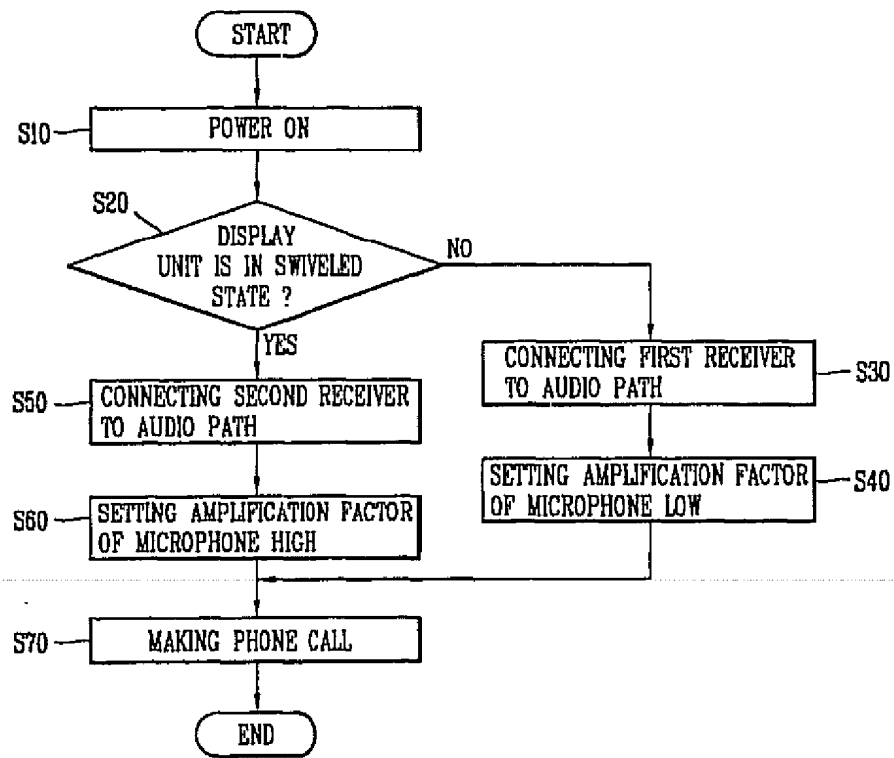 START
S10
POWER ON
S20
DISPLAY
UNIT IS IN SWIVELED
STATE ?
NO
YES
S50
CONNECTING SECOND RECEIVER
TO AUDIO PATH
S60
SETTING AMPLIFICATION FACTOR
OF MICROPHONE HIGH
CONNECTING FIRST RECEIVER
TO AUDIO PATH
S30
SETTING AMPLIFICATION FACTOR
OF MICROPHONE LOW
S40
S70
MAKING PHONE CALL
END